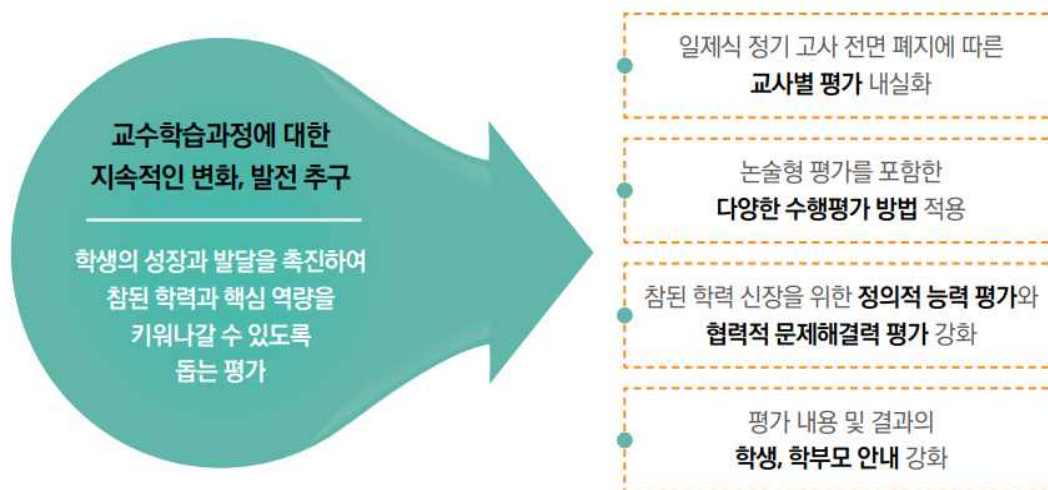 교수학습과정에 대한
지속적인 변화, 발전 추구
학생의 성장과 발달을 촉진하여
참된 학력과 핵심 역량을
키워나갈 수 있도록
돕는 평가
일제식 정기 고사 전면 폐지에 따른
교사별 평가 내실화
논술형 평가를 포함한
다양한 수행평가 방법 적용
참된 학력 신장을 위한 정의적 능력 평가와
협력적 문제해결력 평가 강화
평가 내용 및 결과의
학생, 학부모 안내 강화